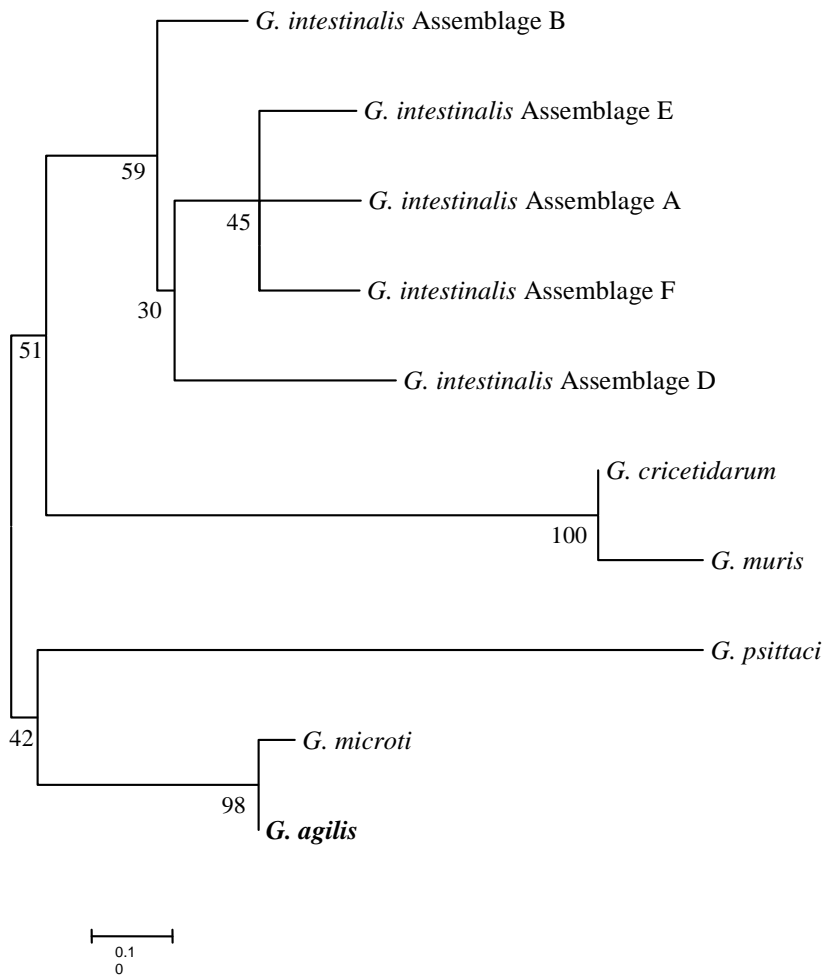 G. intestinalis Assemblage B
G. intestinalis Assemblage E
59
G. intestinalis Assemblage A
45
G. intestinalis Assemblage F
30
51
G. intestinalis Assemblage D
G. cricetidarum
100
G. muris
G. psittaci
42
G. microti
98
G. agilis
0.1
0